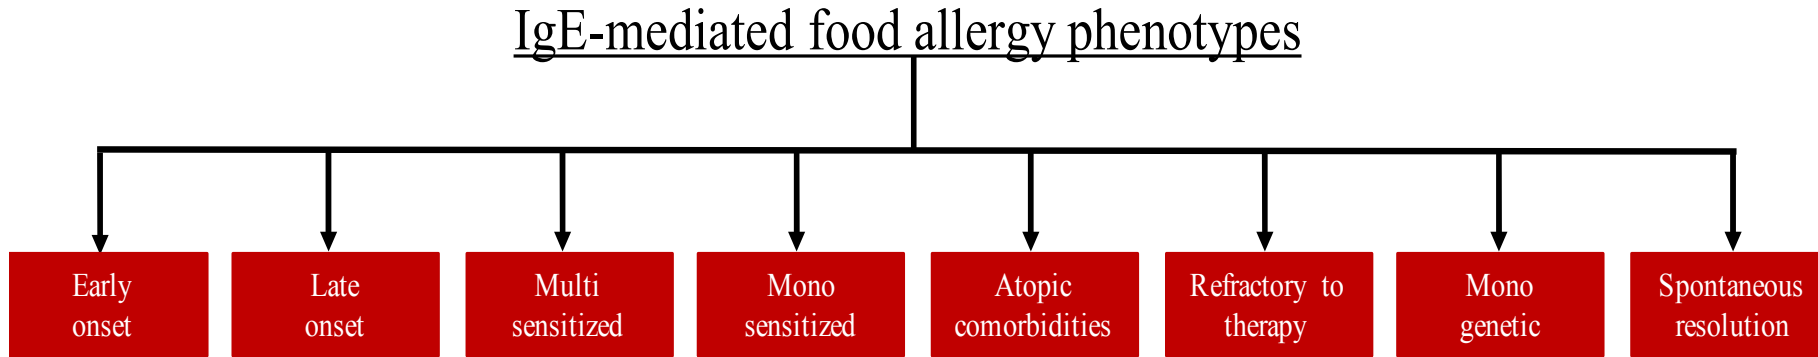 IgE-mediated food allergy phenotypes
Early
onset
Late
onset
Multi
sensitized
Mono
sensitized
Atopic
comorbidities
Refractory to
therapy
Mono
genetic
Spontaneous
resolution